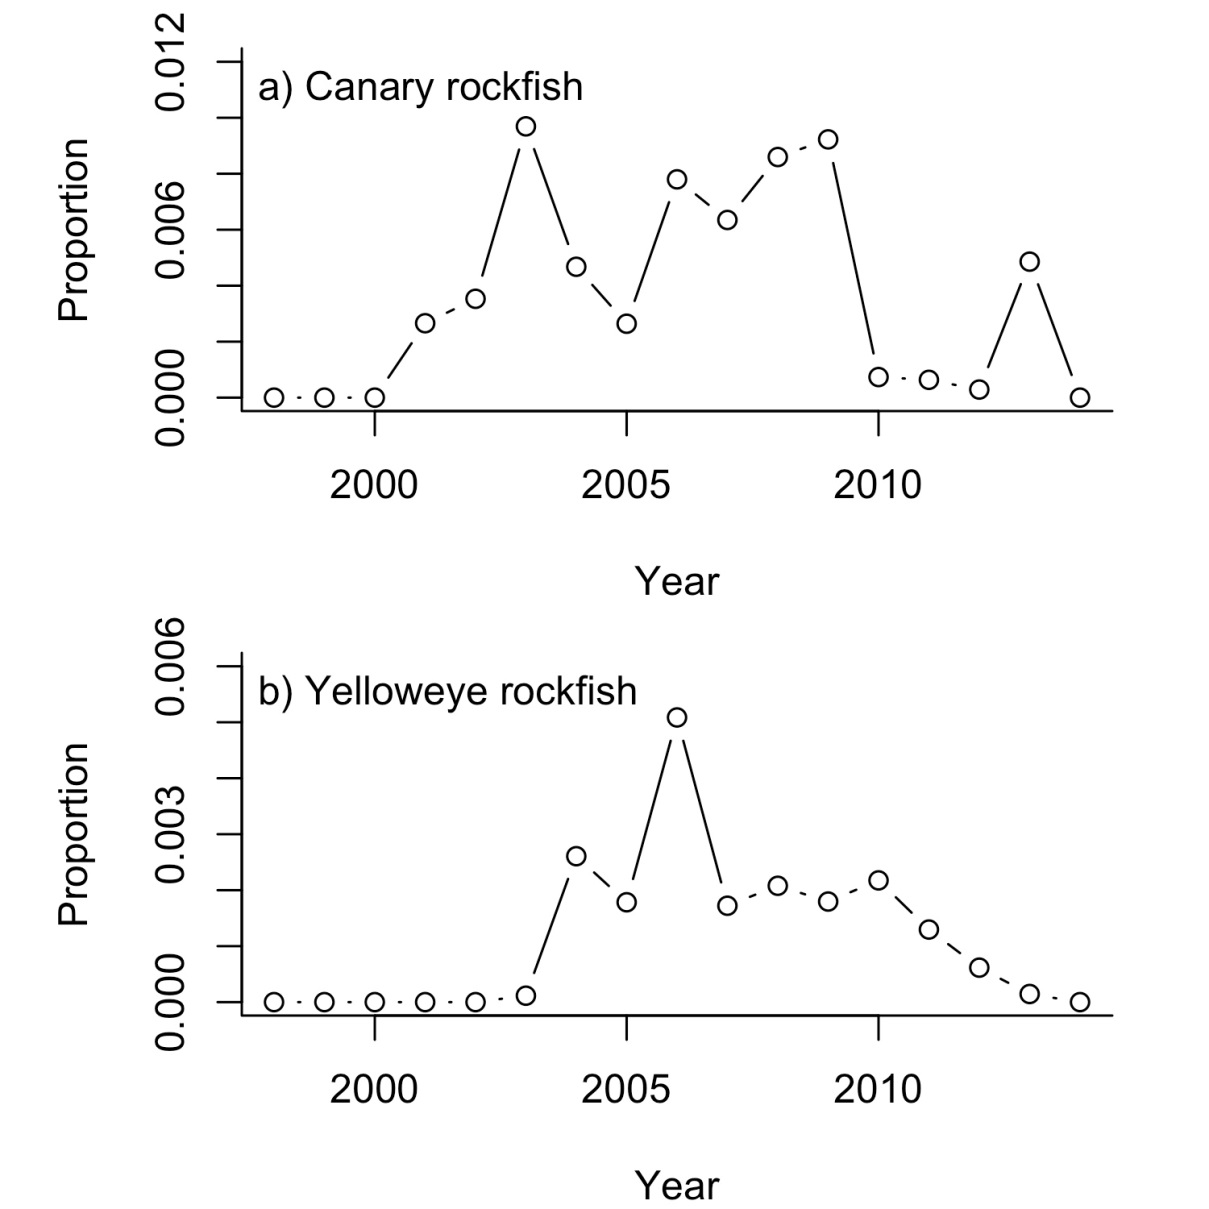 a) Canary rockfish
Proportion
0.012
0.006
0.000
2000 2005 2010
Year
b) Yelloweye rockfish
Proportion
0.006
0.003
0.000
2000 2005 2010
Year